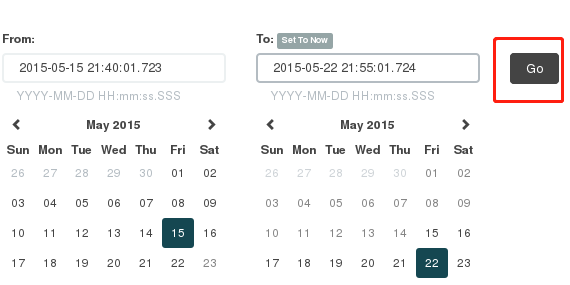 From: To: Set To Now
2015-05-15 21:40:01.723 2015-05-22 21:55:01.724 Go
YYYY-MM-DD HH:mm:ss.SSS YYYY-MM-DD HH:mm:ss.SSS
May 2015 May 2015
Sun Mon Tue Wed Thu Fri Sat Sun Mon Tue Wed Thu Fri Sat
26 27 28 29 30 01 02 26 27 28 29 30 01 02
03 04 05 06 07 08 09 03 04 05 06 07 08 09
10 11 12 13 14 15 16 10 11 12 13 14 15 16
17 18 19 20 21 22 23 17 18 19 20 21 22 23